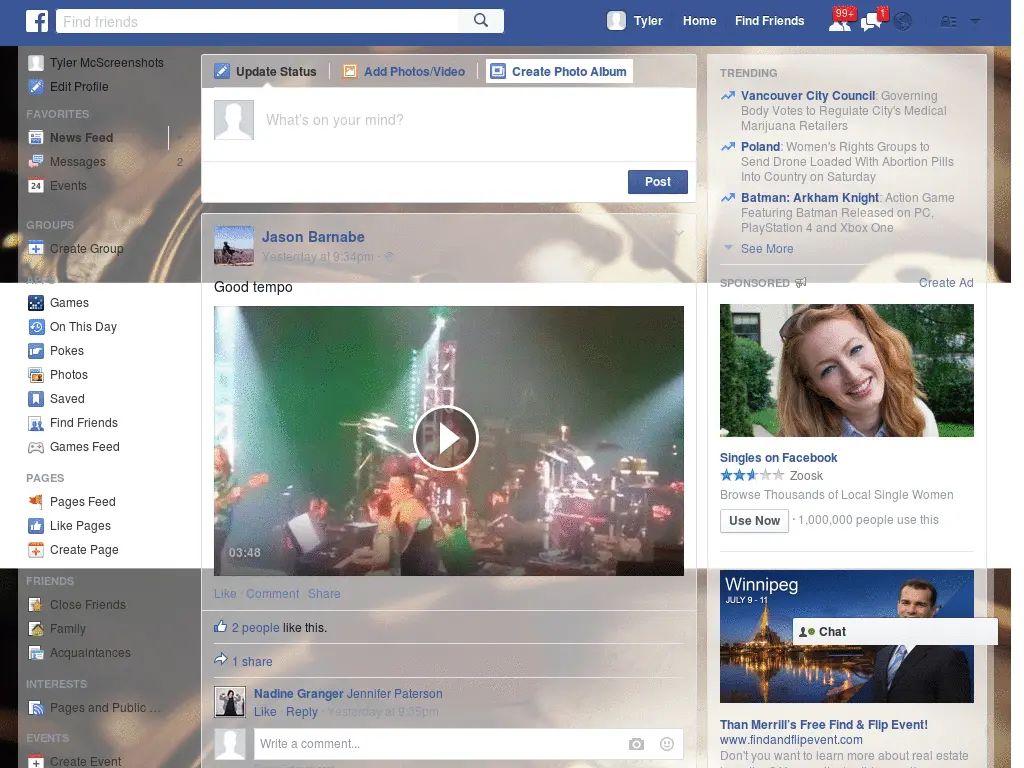 Find friends
Tyler
Home
Find Friends
99+
1
Tyler McScreenshots
Edit Profile
FAVORITES
News Feed
Messages
2
24
Events
GROUPS
Create Group
APPS
Games
On This Day
Pokes
Photos
Saved
Find Friends
Games Feed
PAGES
Pages Feed
Like Pages
Create Page
FRIENDS
Close Friends
Family
Acquaintances
INTERESTS
Pages and Public ...
EVENTS
Create Event
Update Status
Add Photos/Video
Create Photo Album
What's on your mind?
Post
Jason Barnabe
Yesterday at 9:34pm ·
Good tempo
03:48
Like · Comment Share
2 people like this.
1 share
Nadine Granger Jennifer Paterson
Like · Reply · Yesterday at 9:35pm
Write a comment...
TRENDING
Vancouver City Council: Governing
Body Votes to Regulate City's Medical
Marijuana Retailers
Poland: Women's Rights Groups to
Send Drone Loaded With Abortion Pills
Into Country on Saturday
Batman: Arkham Knight: Action Game
Featuring Batman Released on PC,
PlayStation 4 and Xbox One
See More
SPONSORED
Create Ad
Singles on Facebook
Zoosk
Browse Thousands of Local Single Women
Use Now
· 1,000,000 people use this
Winnipeg
JULY 9 - 11
Chat
Than Merrill's Free Find & Flip Event!
www.findandflipevent.com
Don't you want to learn more about real estate